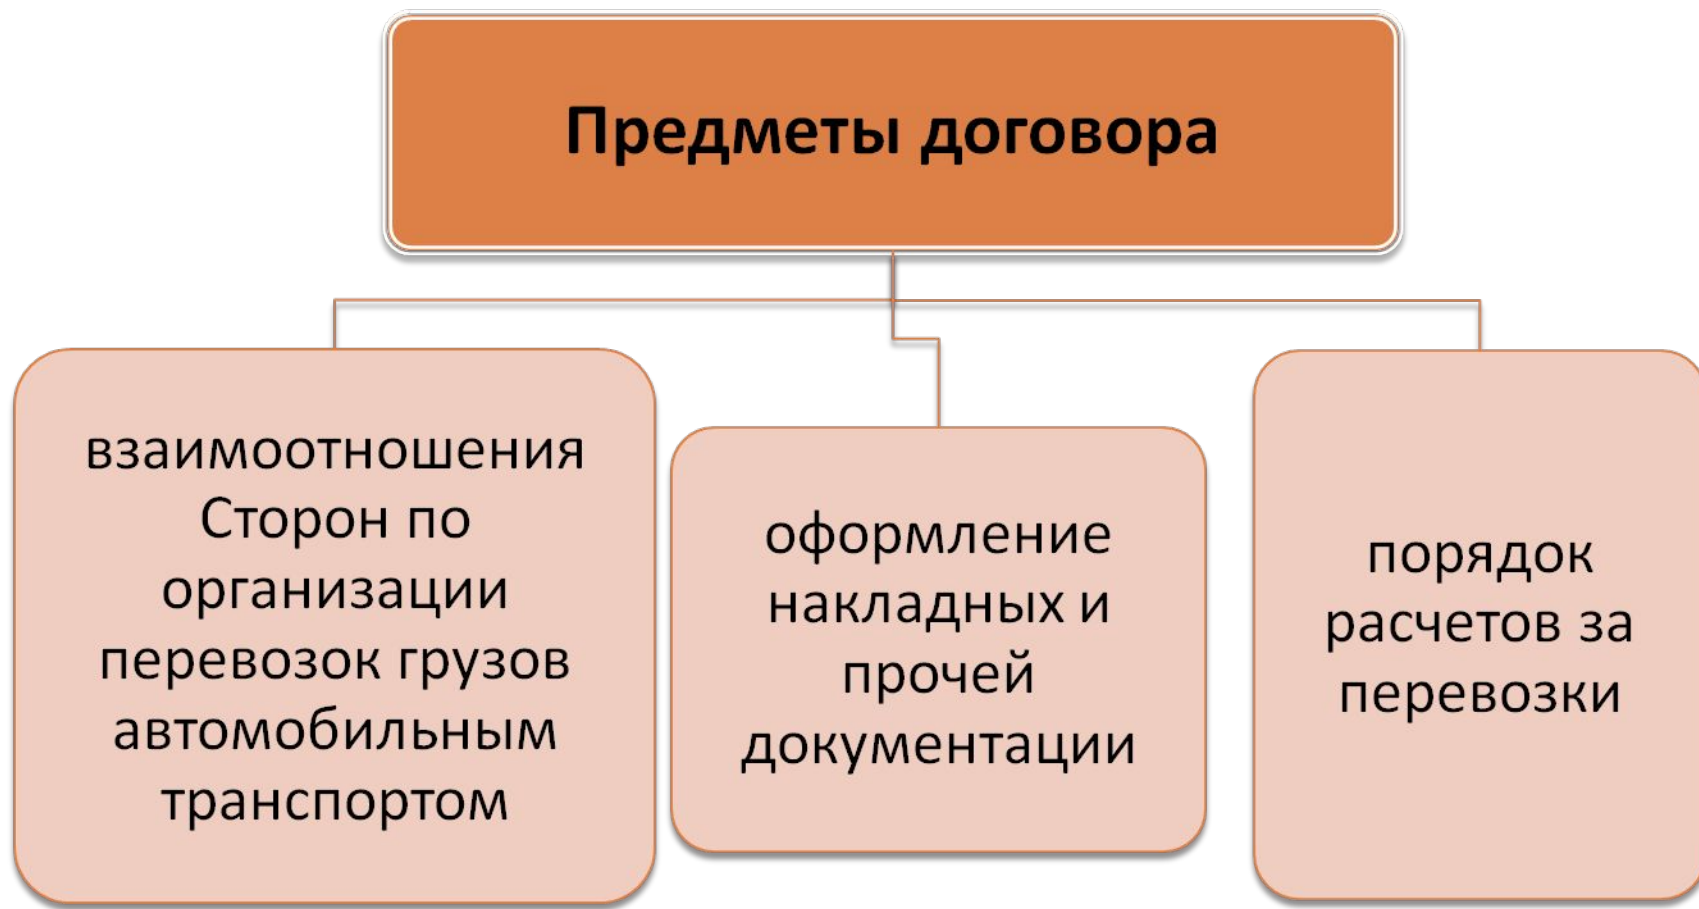 Предметы договора
взаимоотношения
Сторон по
организации
перевозок грузов
автомобильным
транспортом
оформление
накладных и
прочей
документации
порядок
расчетов за
перевозки